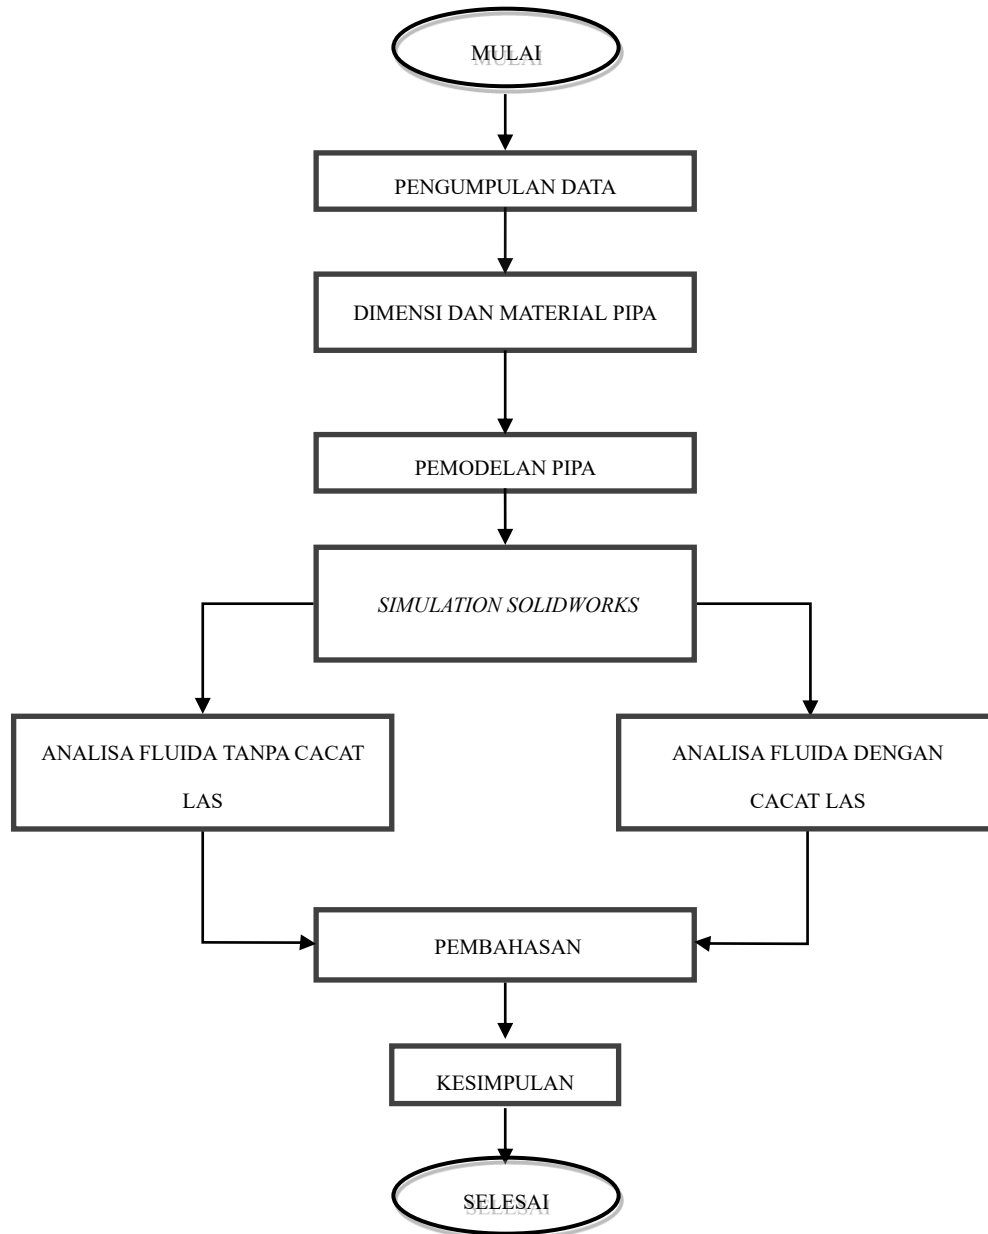 MULAI
PENGUMPULAN DATA
DIMENSI DAN MATERIAL PIPA
PEMODELAN PIPA
SIMULATION SOLIDWORKS
ANALISA FLUIDA TANPA CACAT
LAS
ANALISA FLUIDA DENGAN
CACAT LAS
PEMBAHASAN
KESIMPULAN
SELESAI